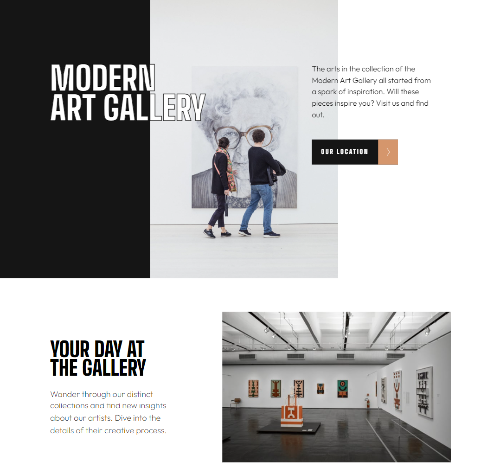 MODERN
ART GALLERY
The arts in the collection of the
Modern Art Gallery all started from
a spark of inspiration. Will these
pieces inspire you? Visit us and find
out.
OUR LOCATION
YOUR DAY AT
THE GALLERY
Wander through our distinct
collections and find new insights
about our artists. Dive into the
details of their creative process.